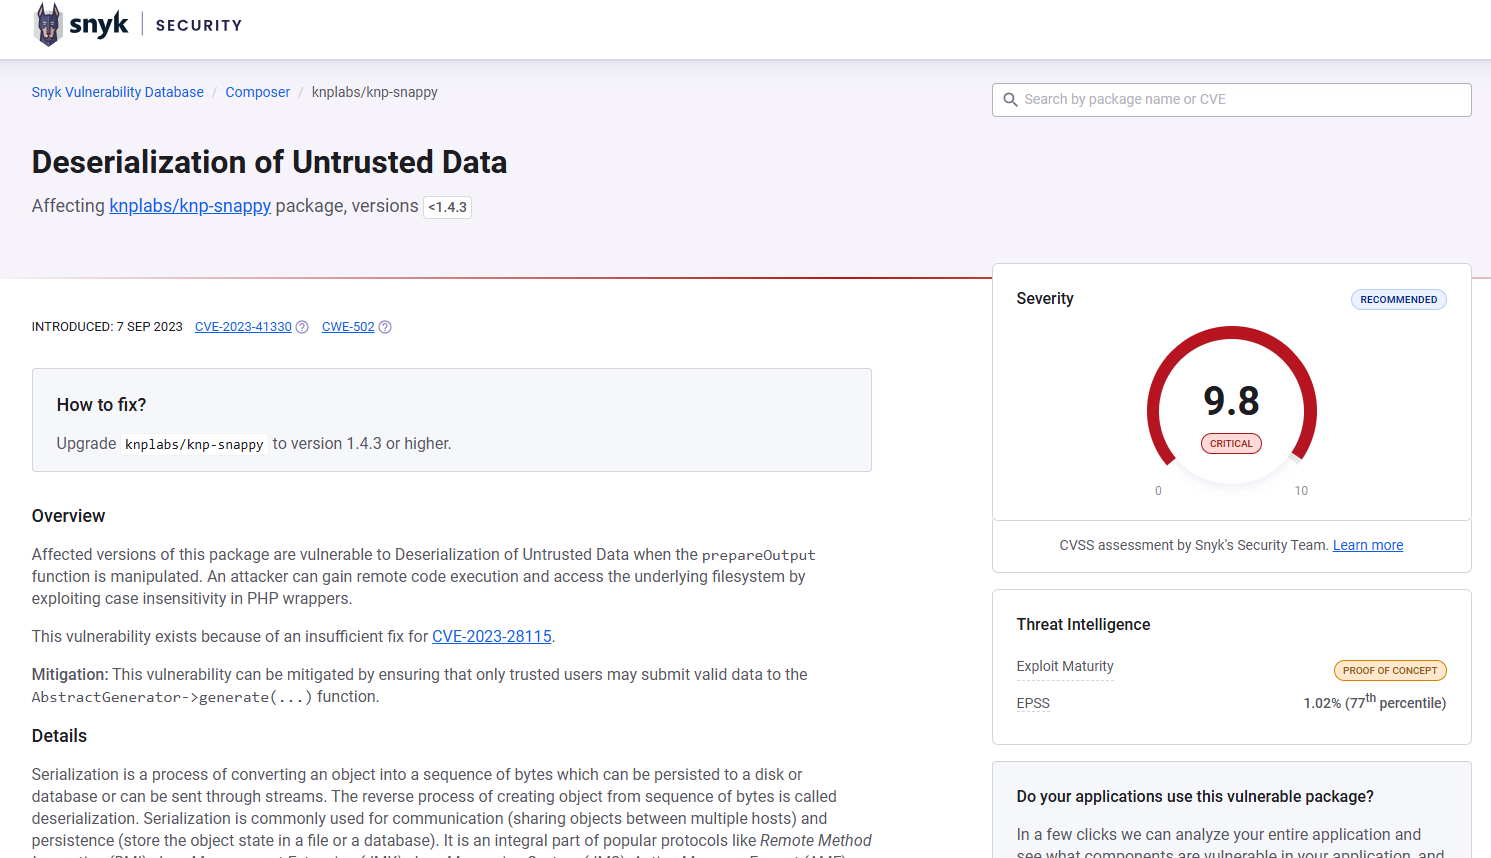 snyk | SECURITY
Snyk Vulnerability Database / Composer / knplabs/knp-snappy
Search by package name or CVE
Deserialization of Untrusted Data
Affecting knplabs/knp-snappy package, versions <1.4.3
INTRODUCED: 7 SEP 2023 CVE-2023-41330 ? CWE-502 ?
How to fix?
Upgrade knplabs/knp-snappy to version 1.4.3 or higher.
Overview
Affected versions of this package are vulnerable to Deserialization of Untrusted Data when the prepareOutput
function is manipulated. An attacker can gain remote code execution and access the underlying filesystem by
exploiting case insensitivity in PHP wrappers.
This vulnerability exists because of an insufficient fix for CVE-2023-28115.
Mitigation: This vulnerability can be mitigated by ensuring that only trusted users may submit valid data to the
AbstractGenerator->generate(...) function.
Details
Serialization is a process of converting an object into a sequence of bytes which can be persisted to a disk or
database or can be sent through streams. The reverse process of creating object from sequence of bytes is called
deserialization. Serialization is commonly used for communication (sharing objects between multiple hosts) and
persistence (store the object state in a file or a database). It is an integral part of popular protocols like Remote Method
Severity
RECOMMENDED
9.8
CRITICAL
0 10
CVSS assessment by Snyk's Security Team. Learn more
Threat Intelligence
Exploit Maturity PROOF OF CONCEPT
EPSS 1.02% (77th percentile)
Do your applications use this vulnerable package?
In a few clicks we can analyze your entire application and
see what components are vulnerable in your application, and